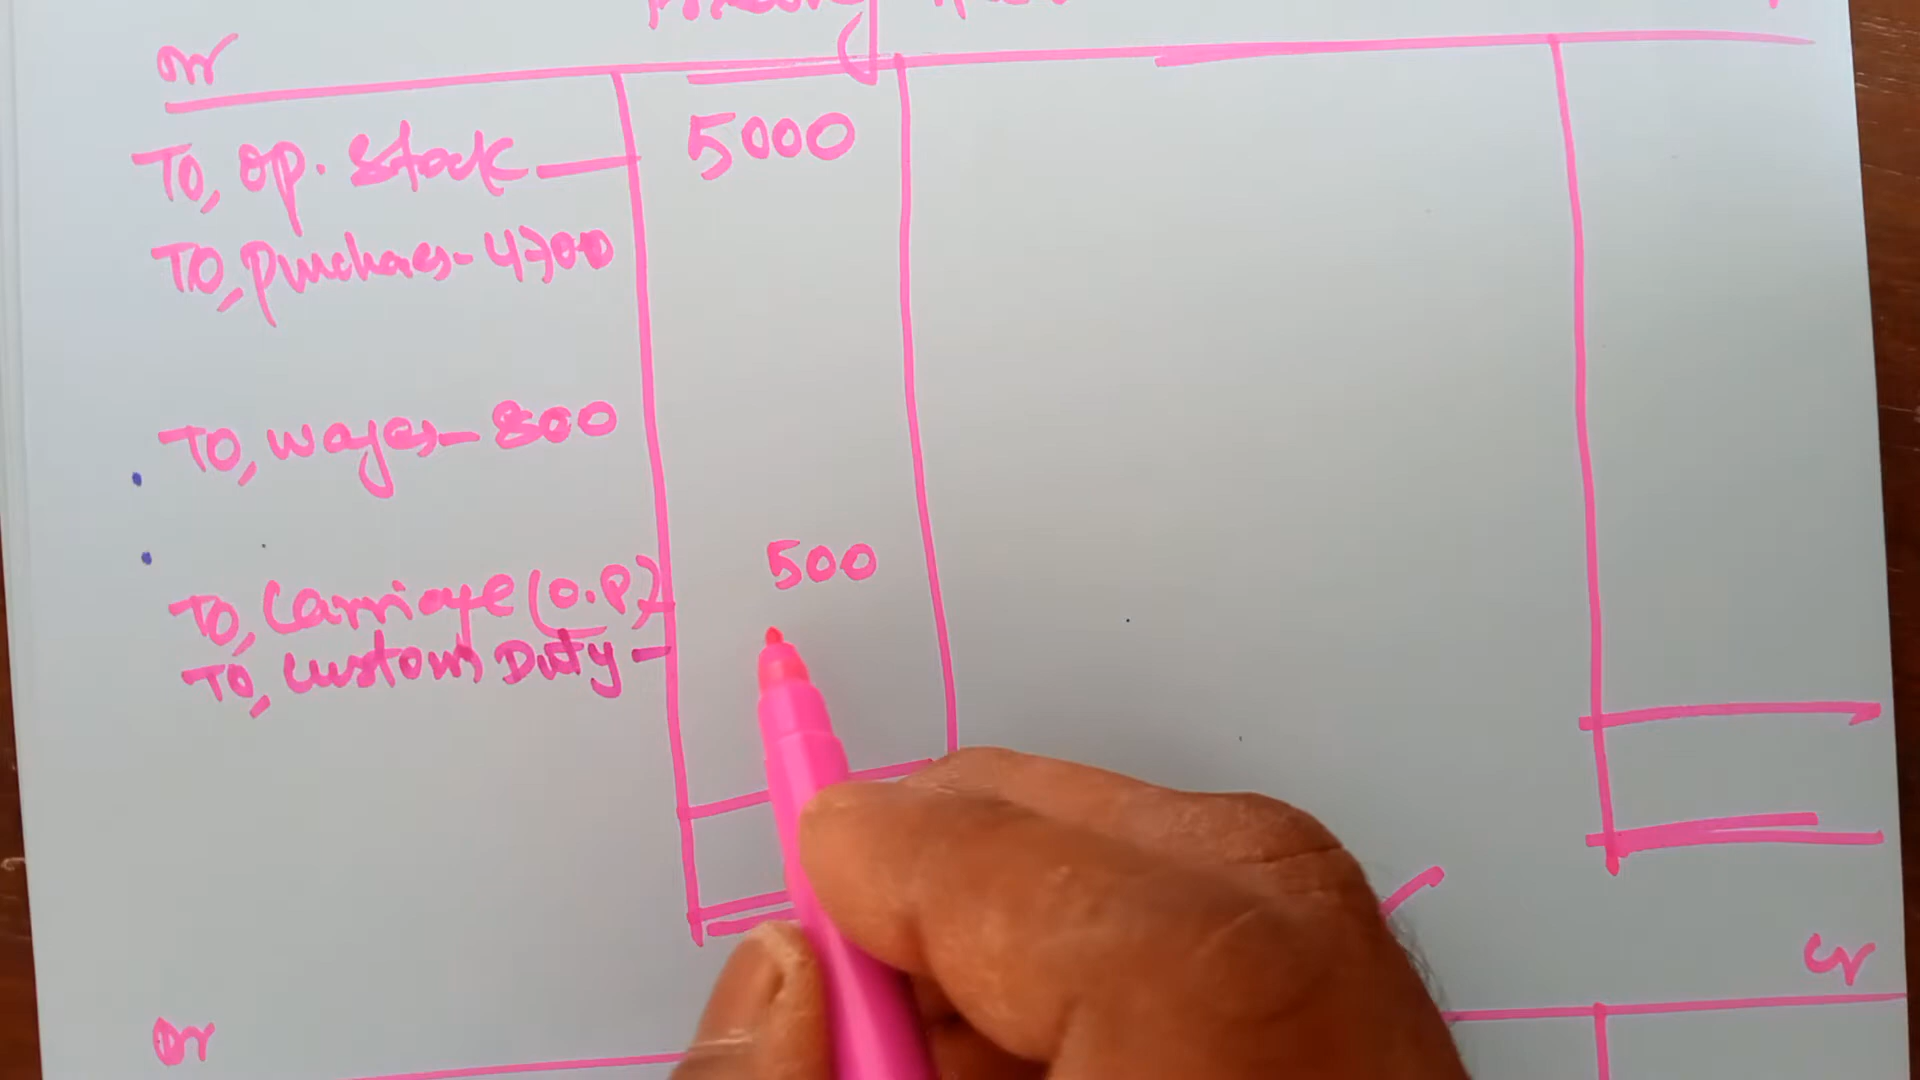 Dr
To, op. Stock — 5000
To, purchases - 4700
To, wages - 800
To, Carriage (O.P) 500
To, Custom Duty -
Cr
Dr